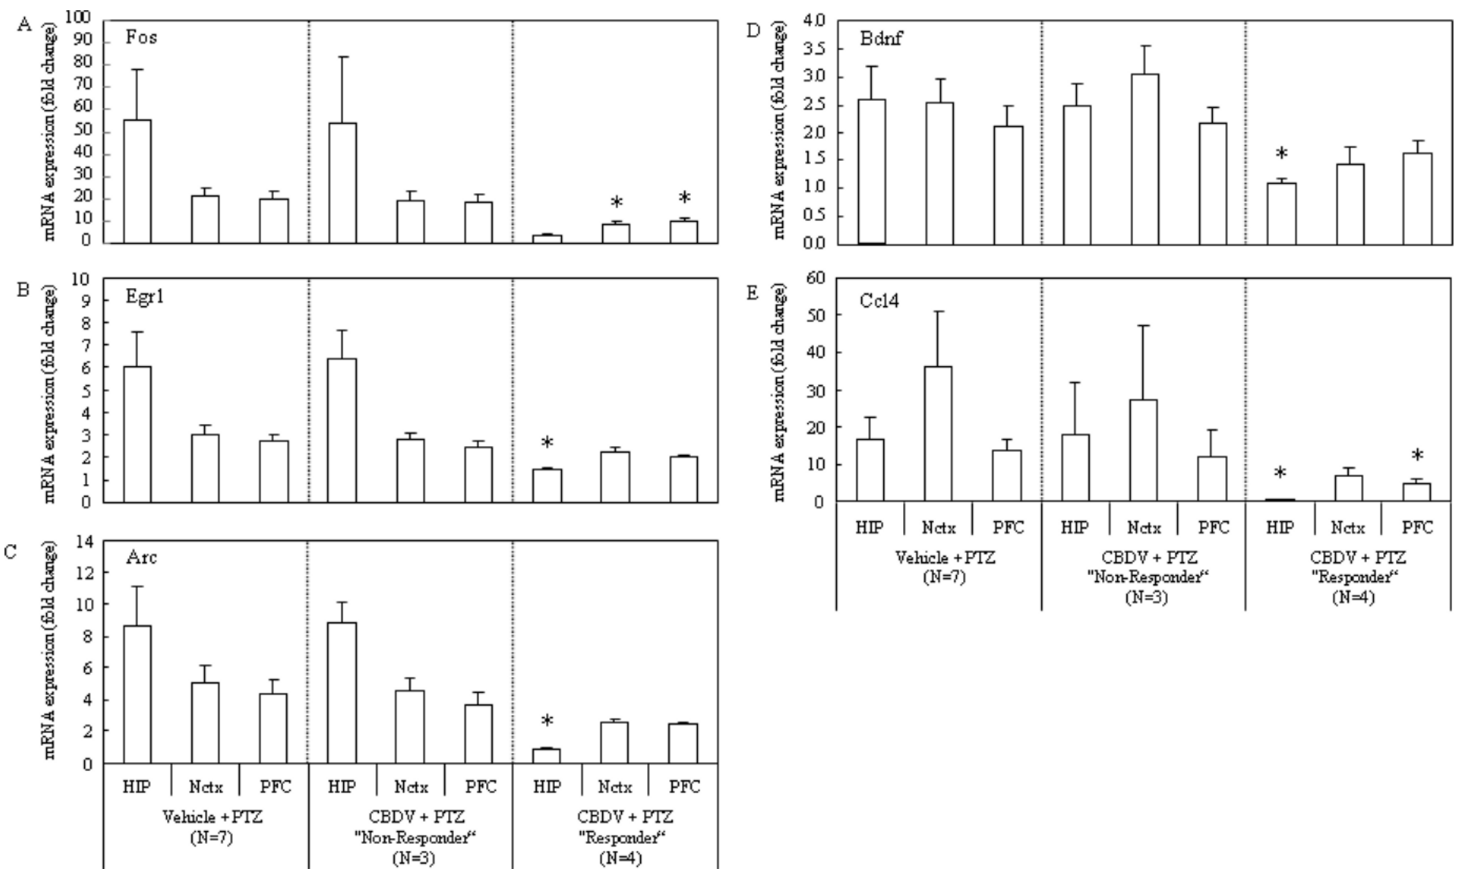 A
mRNA expression (fold change)
Fos
100
90
80
70
60
50
40
30
20
10
0
*
*
B
mRNA expression (fold change)
Egr1
10
9
8
7
6
5
4
3
2
1
0
*
C
mRNA expression (fold change)
Arc
14
12
10
8
6
4
2
0
*
HIP Nctx PFC HIP Nctx PFC HIP Nctx PFC
Vehicle + PTZ
(N=7)
CBDV + PTZ
"Non-Responder“
(N=3)
CBDV + PTZ
"Responder“
(N=4)
D
mRNA expression (fold change)
Bdnf
4.0
3.5
3.0
2.5
2.0
1.5
1.0
0.5
0.0
*
E
mRNA expression (fold change)
Ccl4
60
50
40
30
20
10
0
*
*
HIP Nctx PFC HIP Nctx PFC HIP Nctx PFC
Vehicle + PTZ
(N=7)
CBDV + PTZ
"Non-Responder“
(N=3)
CBDV + PTZ
"Responder“
(N=4)